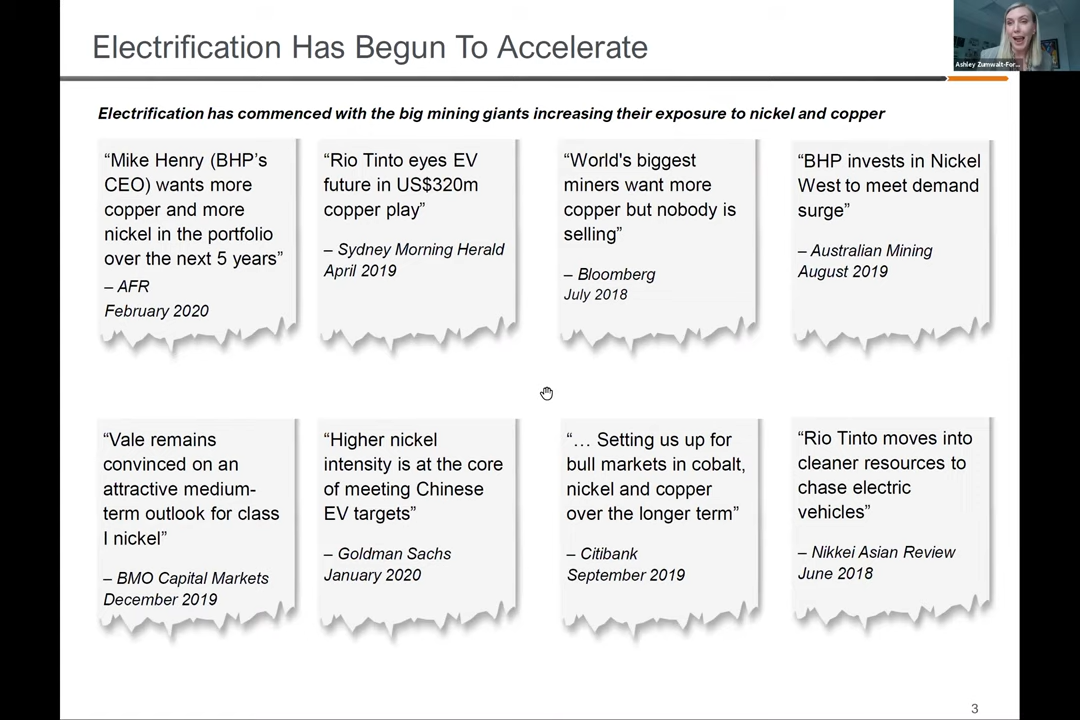 Electrification Has Begun To Accelerate
Ashley Zumwalt-For...
Electrification has commenced with the big mining giants increasing their exposure to nickel and copper
“Mike Henry (BHP’s
CEO) wants more
copper and more
nickel in the portfolio
over the next 5 years”
– AFR
February 2020
“Rio Tinto eyes EV
future in US$320m
copper play”
– Sydney Morning Herald
April 2019
“World's biggest
miners want more
copper but nobody is
selling”
– Bloomberg
July 2018
“BHP invests in Nickel
West to meet demand
surge”
– Australian Mining
August 2019
“Vale remains
convinced on an
attractive medium-
term outlook for class
I nickel”
– BMO Capital Markets
December 2019
“Higher nickel
intensity is at the core
of meeting Chinese
EV targets”
– Goldman Sachs
January 2020
“… Setting us up for
bull markets in cobalt,
nickel and copper
over the longer term”
– Citibank
September 2019
“Rio Tinto moves into
cleaner resources to
chase electric
vehicles”
– Nikkei Asian Review
June 2018
3